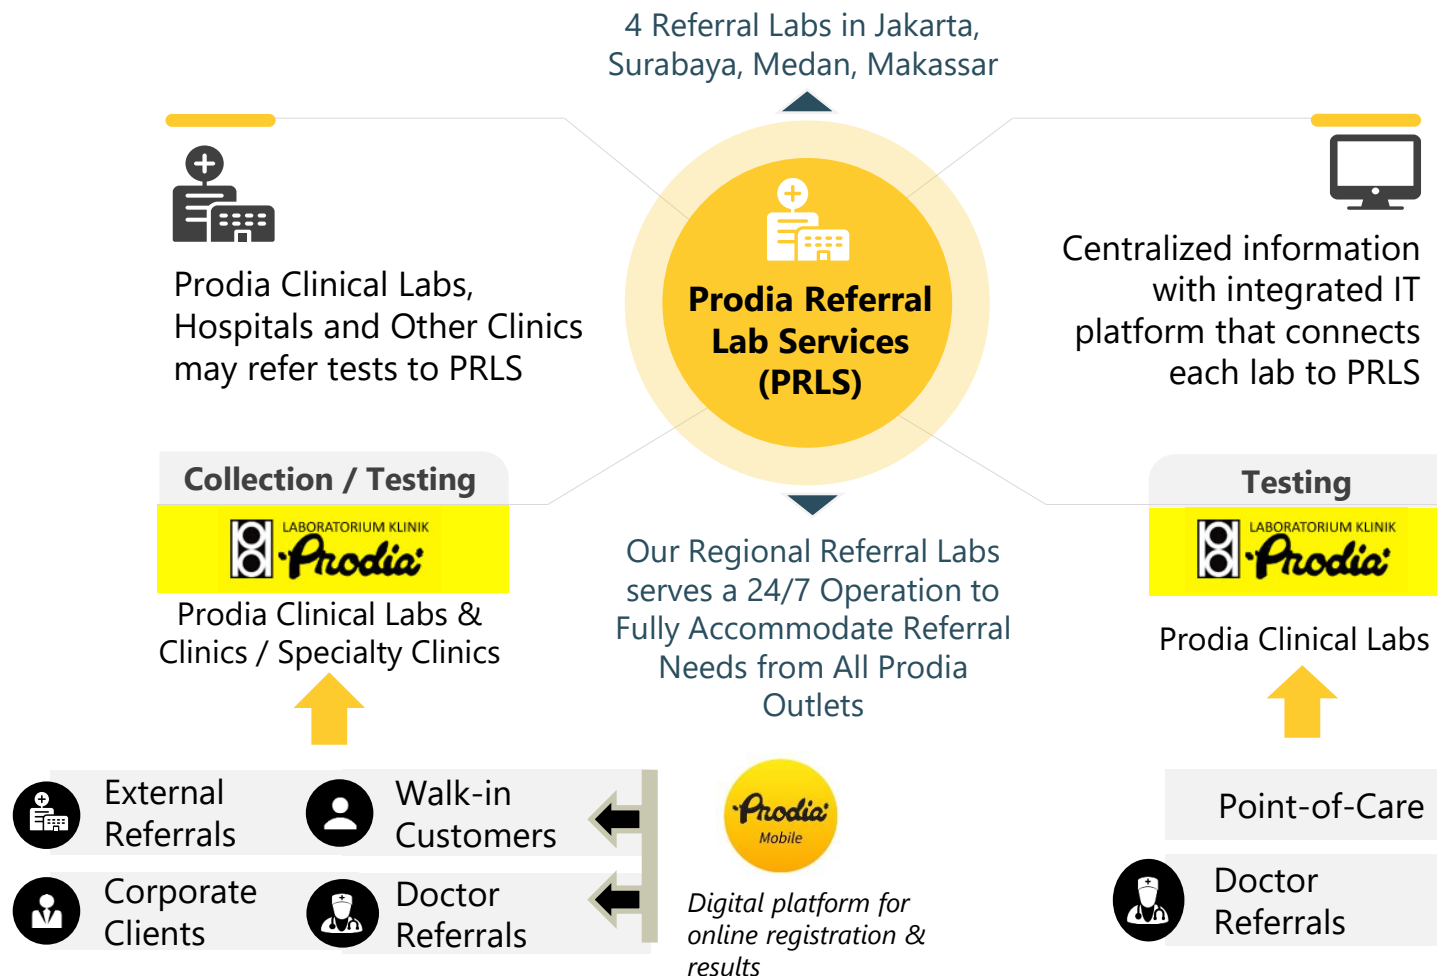 4 Referral Labs in Jakarta,
Surabaya, Medan, Makassar
Prodia Clinical Labs,
Hospitals and Other Clinics
may refer tests to PRLS
Prodia Referral
Lab Services
(PRLS)
Centralized information
with integrated IT
platform that connects
each lab to PRLS
Collection / Testing
LABORATORIUM KLINIK
Prodia
Prodia Clinical Labs &
Clinics / Specialty Clinics
Our Regional Referral Labs
serves a 24/7 Operation to
Fully Accommodate Referral
Needs from All Prodia
Outlets
Testing
LABORATORIUM KLINIK
Prodia
Prodia Clinical Labs
External
Referrals
Walk-in
Customers
Corporate
Clients
Doctor
Referrals
Prodia
Mobile
Digital platform for
online registration &
results
Point-of-Care
Doctor
Referrals